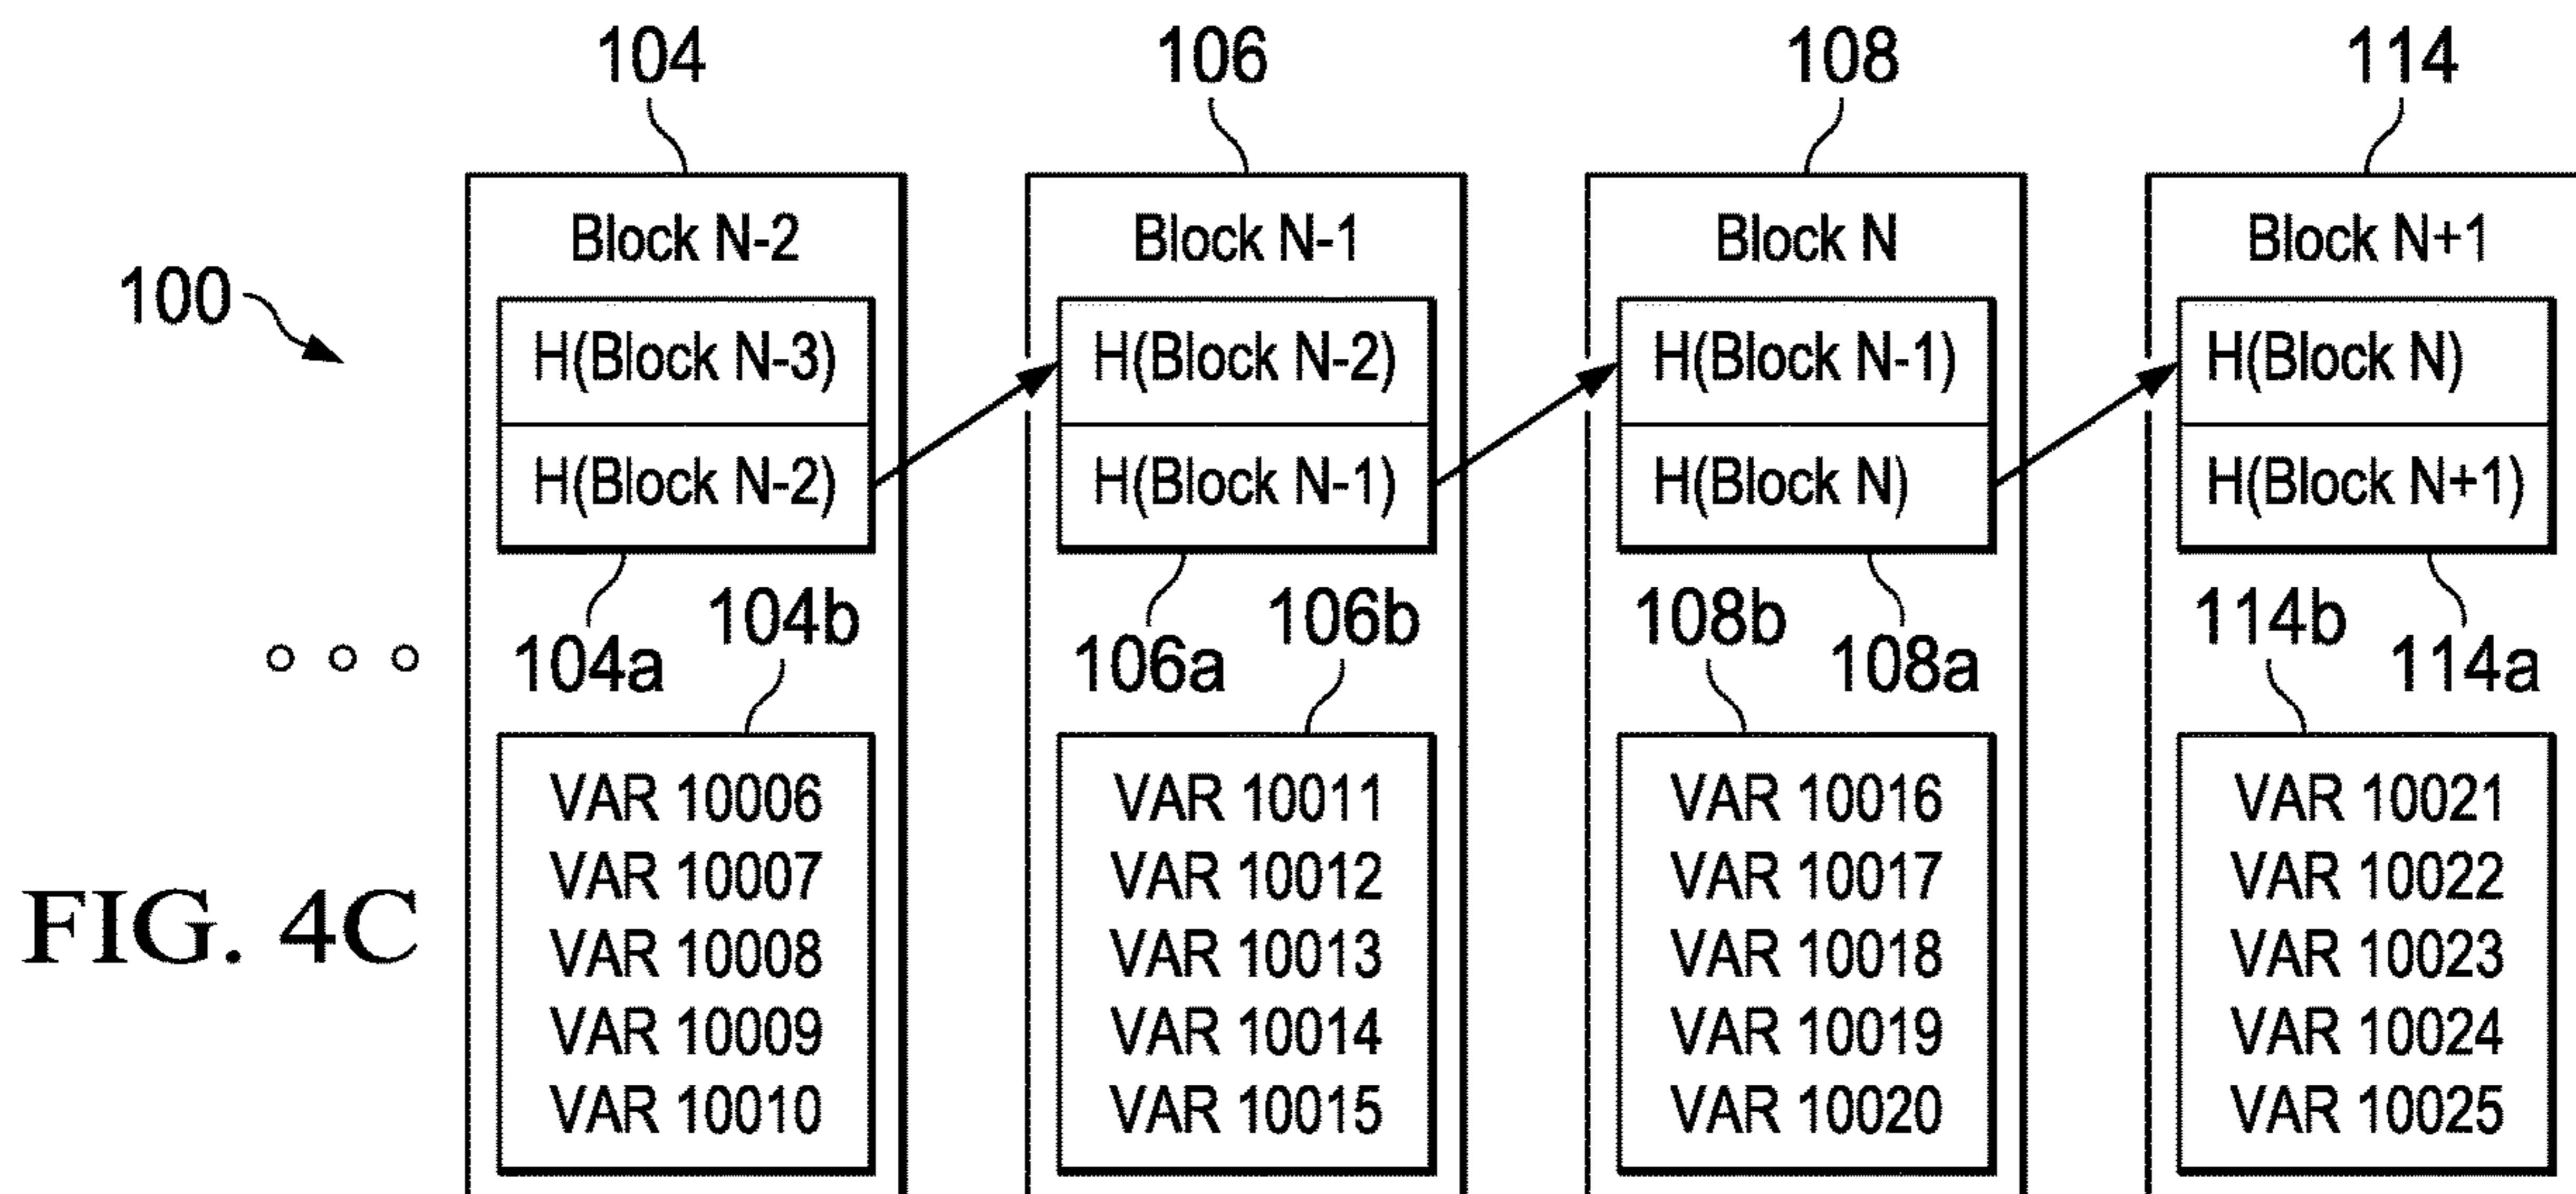 104 106 108 114
Block N-2 Block N-1 Block N Block N+1
100
H(Block N-3) H(Block N-2) H(Block N-1) H(Block N)
H(Block N-2) H(Block N-1) H(Block N) H(Block N+1)
104b 106b 108b 114b
104a 106a 108a 114a
VAR 10006 VAR 10011 VAR 10016 VAR 10021
VAR 10007 VAR 10012 VAR 10017 VAR 10022
FIG. 4C
VAR 10008 VAR 10013 VAR 10018 VAR 10023
VAR 10009 VAR 10014 VAR 10019 VAR 10024
VAR 10010 VAR 10015 VAR 10020 VAR 10025